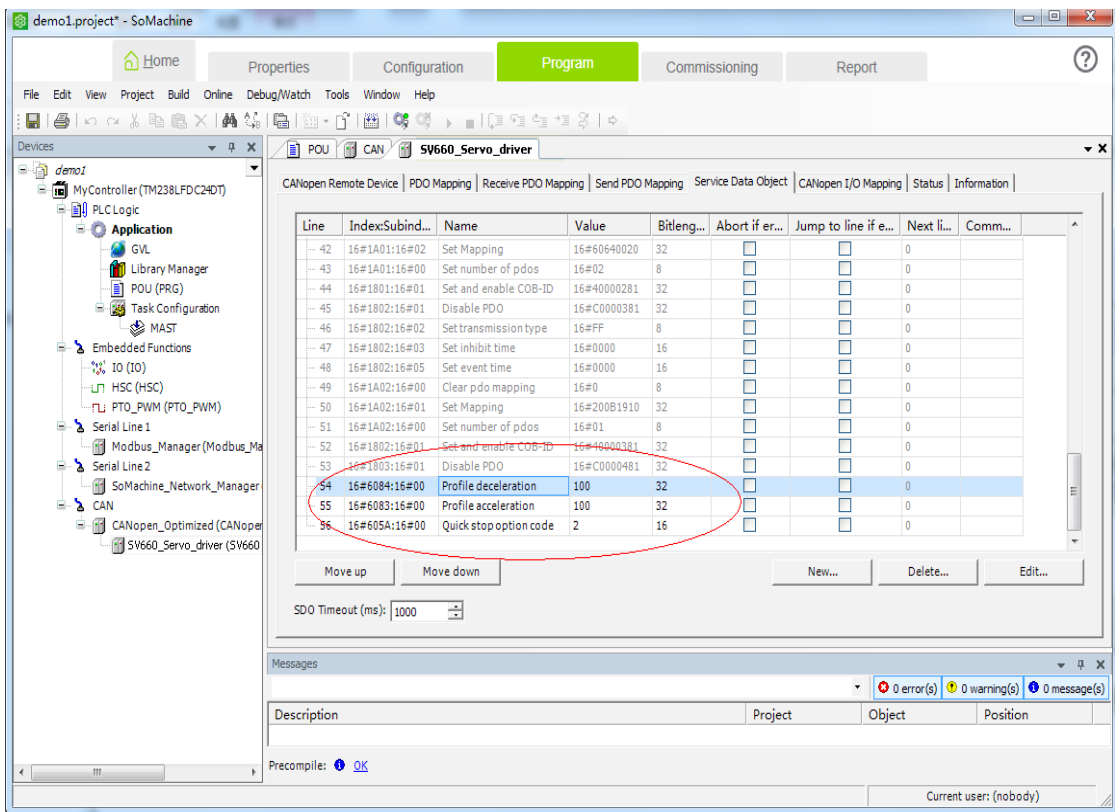 demo1.project* - SoMachine
Home
Properties
Configuration
Program
Commissioning
Report
?
File Edit View Project Build Online Debug/Watch Tools Window Help
Devices
demo1
MyController (TM238LFDC24DT)
PLC Logic
Application
GVL
Library Manager
POU (PRG)
Task Configuration
MAST
Embedded Functions
IO (IO)
HSC (HSC)
PTO_PWM (PTO_PWM)
Serial Line 1
Modbus_Manager (Modbus_Ma
Serial Line 2
SoMachine_Network_Manager
CAN
CANopen_Optimized (CANoper
SV660_Servo_driver (SV660
POU CAN SV660_Servo_driver
CANopen Remote Device PDO Mapping Receive PDO Mapping Send PDO Mapping Service Data Object CANopen I/O Mapping Status Information
Line Index:Subind... Name Value Bitleng... Abort if er... Jump to line if e... Next li... Comm...
42 16#1A01:16#02 Set Mapping 16#60640020 32 0
43 16#1A01:16#00 Set number of pdos 16#02 8 0
44 16#1801:16#01 Set and enable COB-ID 16#40000281 32 0
45 16#1802:16#01 Disable PDO 16#C0000381 32 0
46 16#1802:16#02 Set transmission type 16#FF 8 0
47 16#1802:16#03 Set inhibit time 16#0000 16 0
48 16#1802:16#05 Set event time 16#0000 16 0
49 16#1A02:16#00 Clear pdo mapping 16#0 8 0
50 16#1A02:16#01 Set Mapping 16#200B1910 32 0
51 16#1A02:16#00 Set number of pdos 16#01 8 0
52 16#1802:16#01 Set and enable COB-ID 16#40000381 32 0
53 16#1803:16#01 Disable PDO 16#C0000481 32 0
54 16#6084:16#00 Profile deceleration 100 32 0
55 16#6083:16#00 Profile acceleration 100 32 0
56 16#605A:16#00 Quick stop option code 2 16 0
Move up Move down New... Delete... Edit...
SDO Timeout (ms): 1000
Messages
0 error(s) 0 warning(s) 0 message(s)
Description Project Object Position
Precompile: OK
Current user: (nobody)